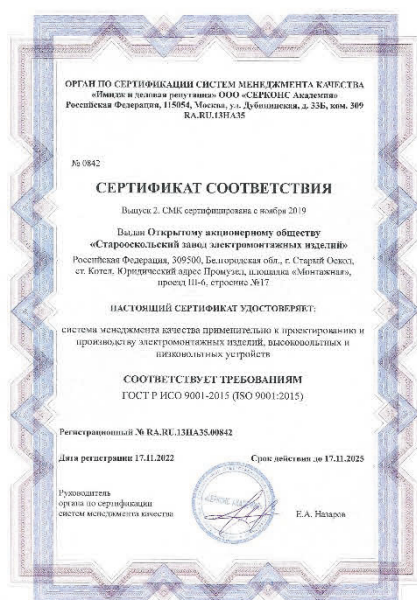 ОРГАН ПО СЕРТИФИКАЦИИ СИСТЕМ МЕНЕДЖМЕНТА КАЧЕСТВА
«Имидж и деловая репутация» ООО «СЕРКОНС Академия»
Российская Федерация, 115054, Москва, ул. Дубининская, д. 33Б, ком. 309
RA.RU.13НА35
№ 0842
СЕРТИФИКАТ СООТВЕТСТВИЯ
Выпуск 2. СМК сертифицирована с ноября 2019
Выдан Открытому акционерному обществу
«Старооскольский завод электромонтажных изделий»
Российская Федерация, 309500, Белгородская обл., г. Старый Оскол,
ст. Котел, Юридический адрес Промузел, площадка «Монтажная»,
проезд Ш-6, строение №17
НАСТОЯЩИЙ СЕРТИФИКАТ УДОСТОВЕРЯЕТ:
система менеджмента качества применительно к проектированию и
производству электромонтажных изделий, высоковольтных и
низковольтных устройств
СООТВЕТСТВУЕТ ТРЕБОВАНИЯМ
ГОСТ Р ИСО 9001-2015 (ISO 9001:2015)
Регистрационный № RA.RU.13НА35.00842
Дата регистрации 17.11.2022 Срок действия до 17.11.2025
Руководитель
органа по сертификации
систем менеджмента качества Е.А. Назаров